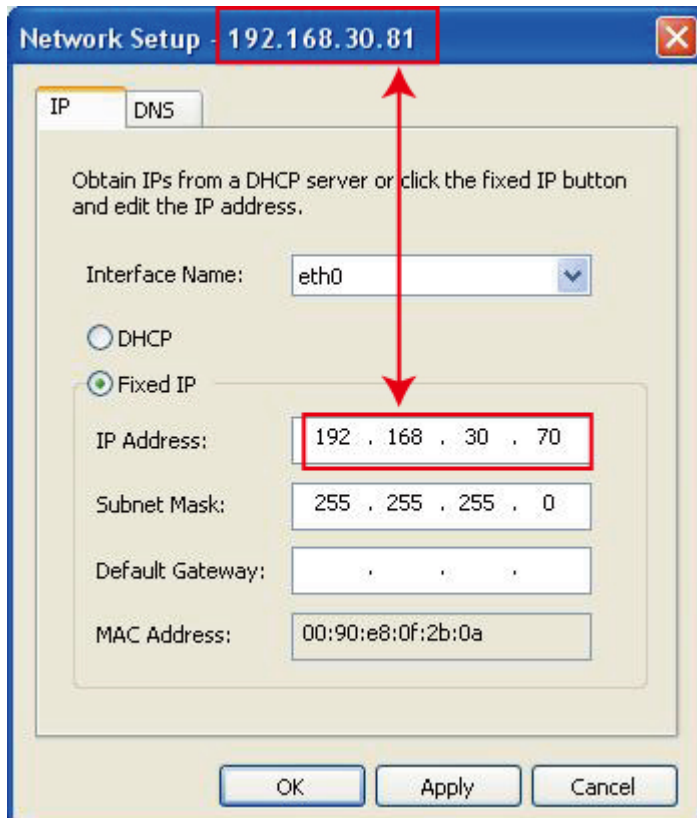 Network Setup - 192.168.30.81
IP
DNS
Obtain IPs from a DHCP server or click the fixed IP button
and edit the IP address.
Interface Name:
eth0
DHCP
Fixed IP
IP Address:
192 . 168 . 30 . 70
Subnet Mask:
255 . 255 . 255 . 0
Default Gateway:
. . .
MAC Address:
00:90:e8:0f:2b:0a
OK
Apply
Cancel